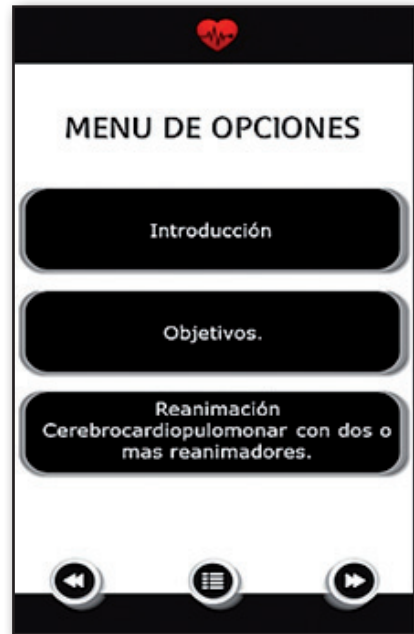 MENU DE OPCIONES
Introducción
Objetivos.
Reanimación
Cerebrocardiopulomonar con dos o
mas reanimadores.